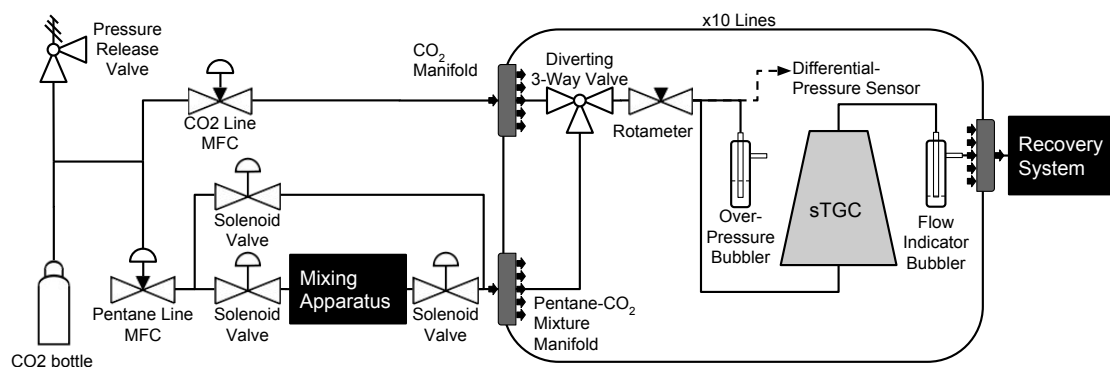 x10 Lines
Pressure
Release
Valve
CO2 Line
MFC
CO₂
Manifold
Diverting
3-Way Valve
Rotameter
Differential-
Pressure Sensor
Recovery
System
Solenoid
Valve
sTGC
Over-
Pressure
Bubbler
Flow
Indicator
Bubbler
CO2 bottle
Pentane Line
MFC
Solenoid
Valve
Mixing
Apparatus
Solenoid
Valve
Pentane-CO₂
Mixture
Manifold